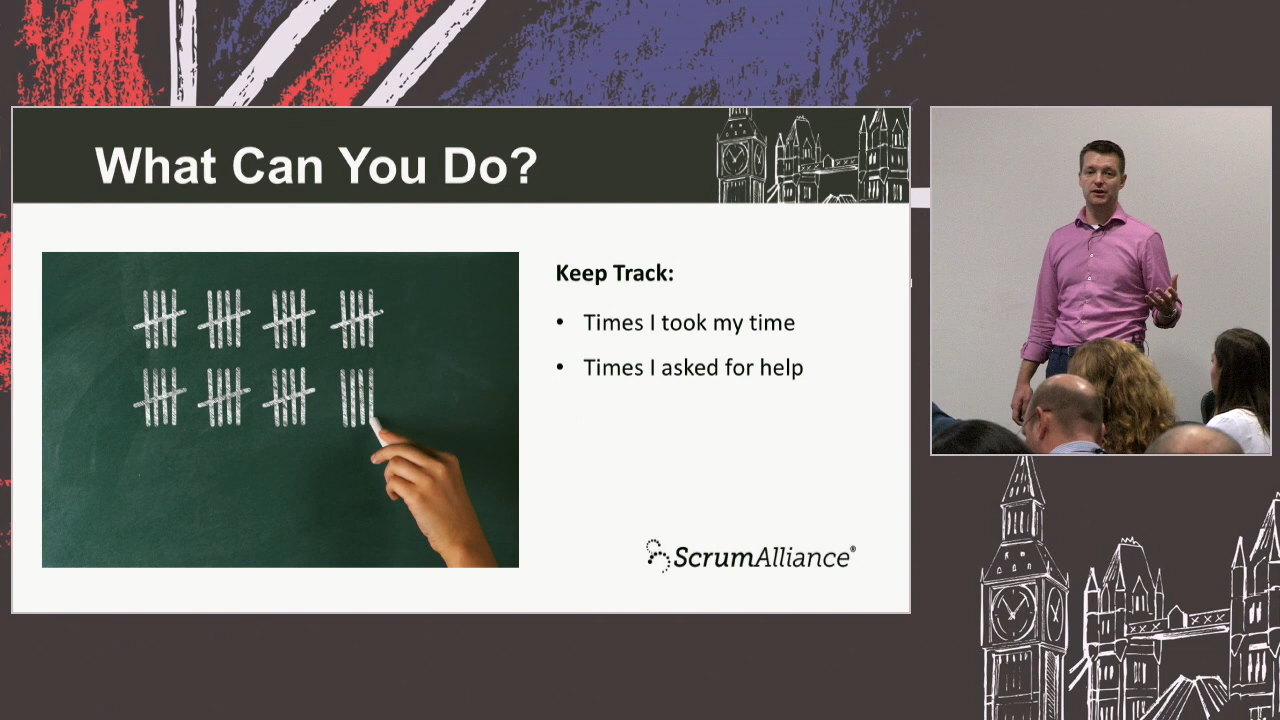 What Can You Do?
Keep Track:
• Times I took my time
• Times I asked for help
ScrumAlliance®